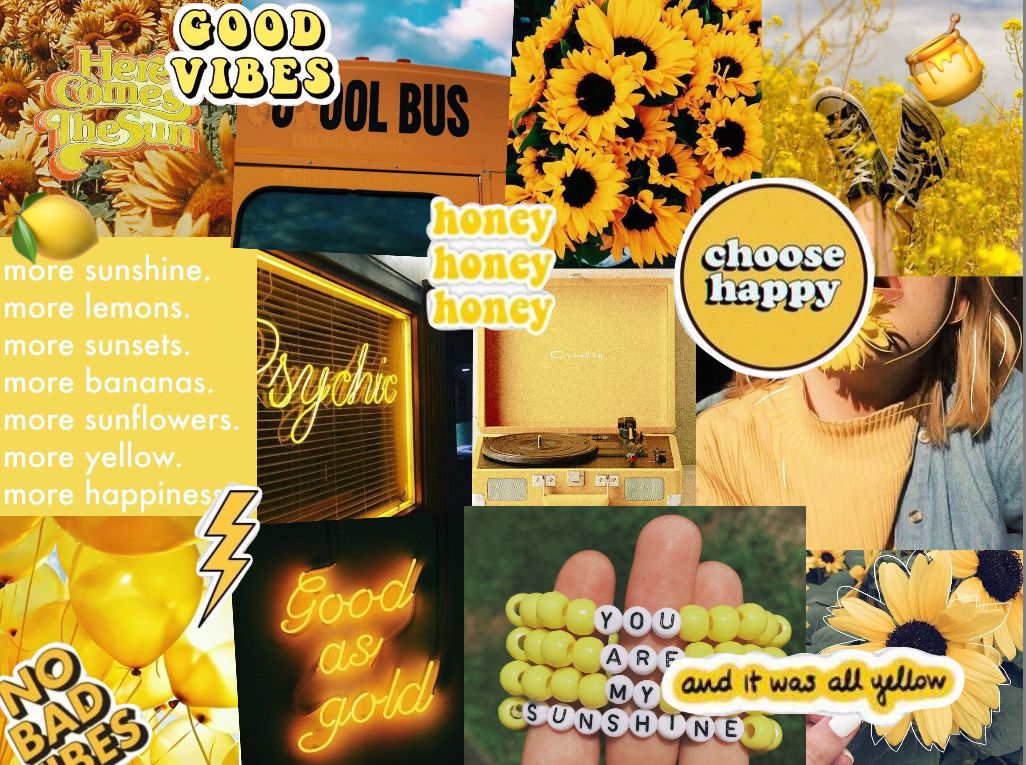 GOOD
VIBES
Here
Comes
The Sun
OOL BUS
honey
honey
honey
choose
happy
more sunshine.
more lemons.
more sunsets.
more bananas.
more sunflowers.
more yellow.
more happiness
Psychic
Crosley
Good
as
gold
YOU
ARE
MY
SUNSHINE
and it was all yellow
NO
BAD
VIBES